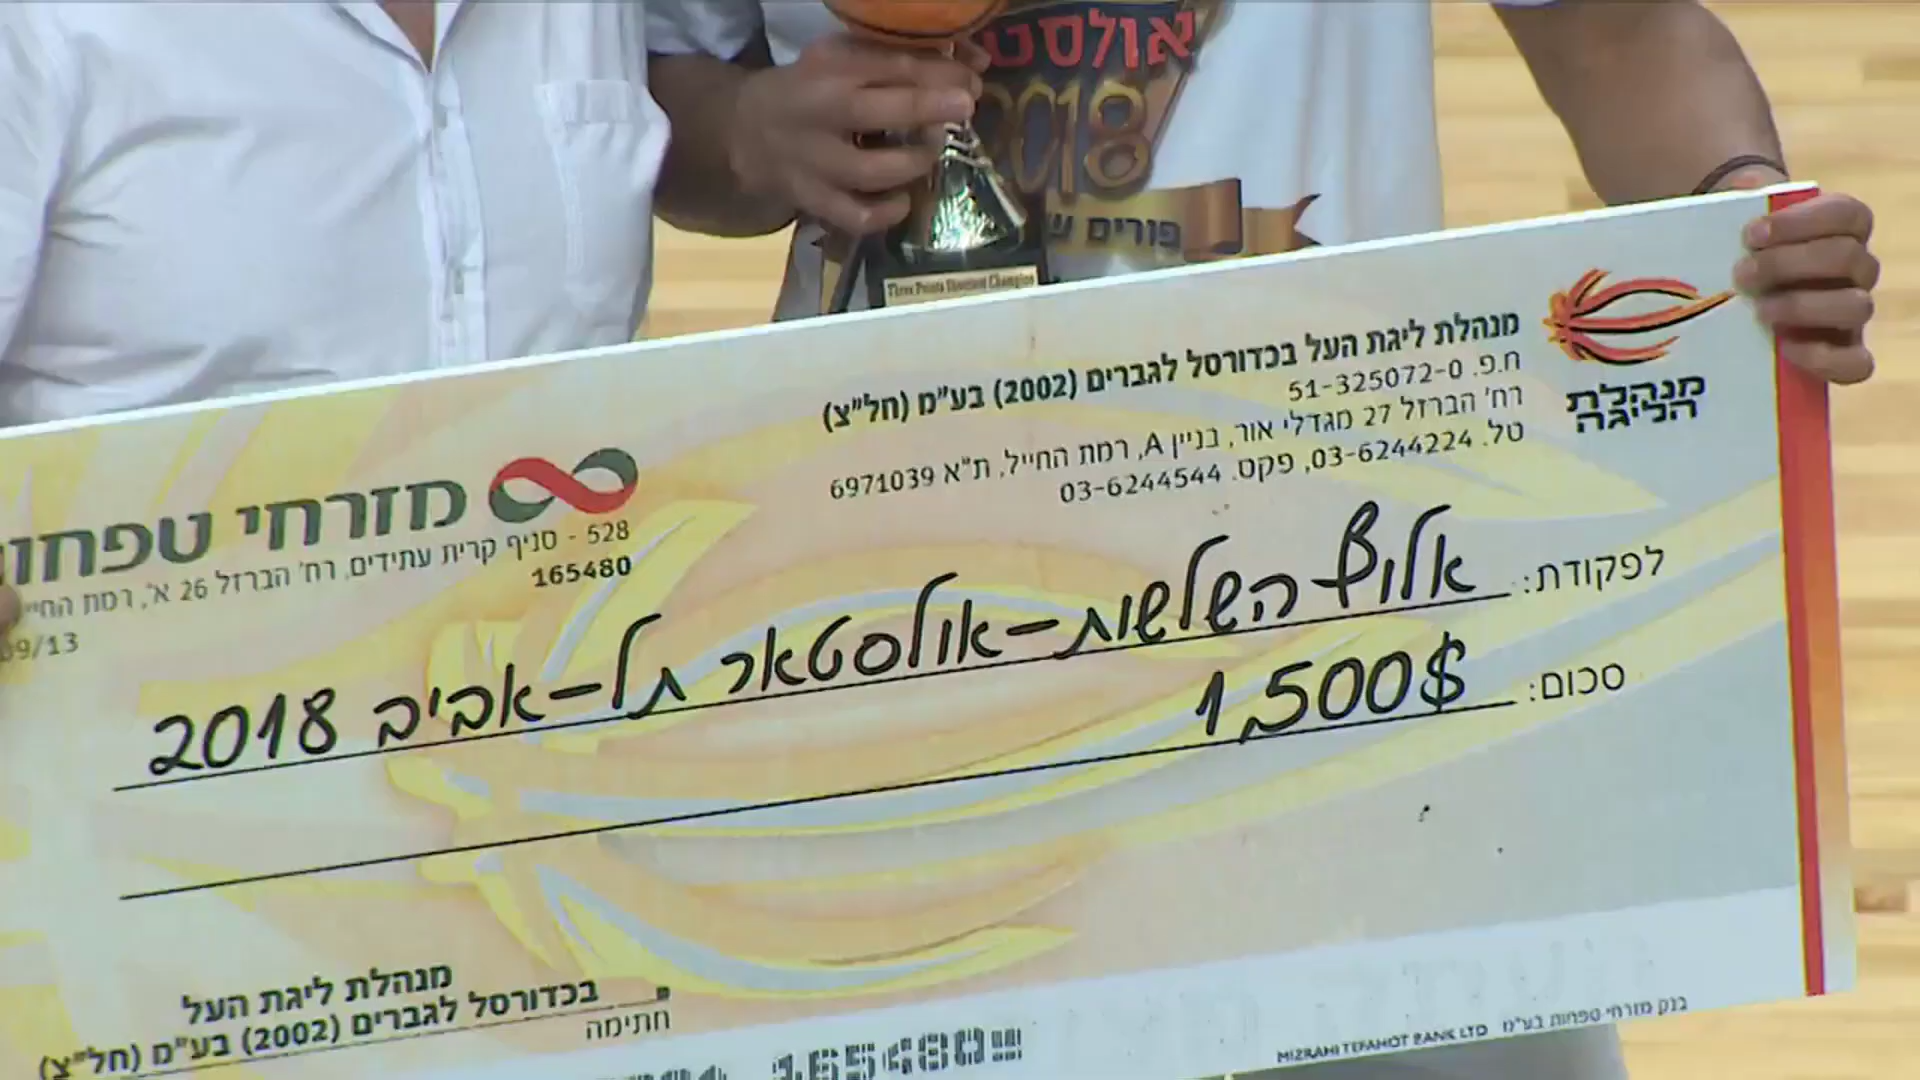 אולסט
2018
פורים
Three Points Shootout Champion
מנהלת
הליגה
מנהלת ליגת העל בכדורסל לגברים (2002) בע"מ (חל"צ)
ח.פ. 51-325072-0
רח' הברזל 27 מגדלי אור, בניין A, רמת החייל, ת"א 6971039
טל. 03-6244224, פקס. 03-6244544
מזרחי טפחות
528 - סניף קרית עתידים, רח' הברזל 26 א', רמת החי
165480
09/13
לפקודת: אלוף השלשות-אולסטאר תל-אביב 2018
סכום: 1,500$
מנהלת ליגת העל
בכדורסל לגברים (2002) בע"מ (חל"צ)
חתימה
165480
בנק מזרחי טפחות בע"מ MIZRAHI TEFAHOT BANK LTD